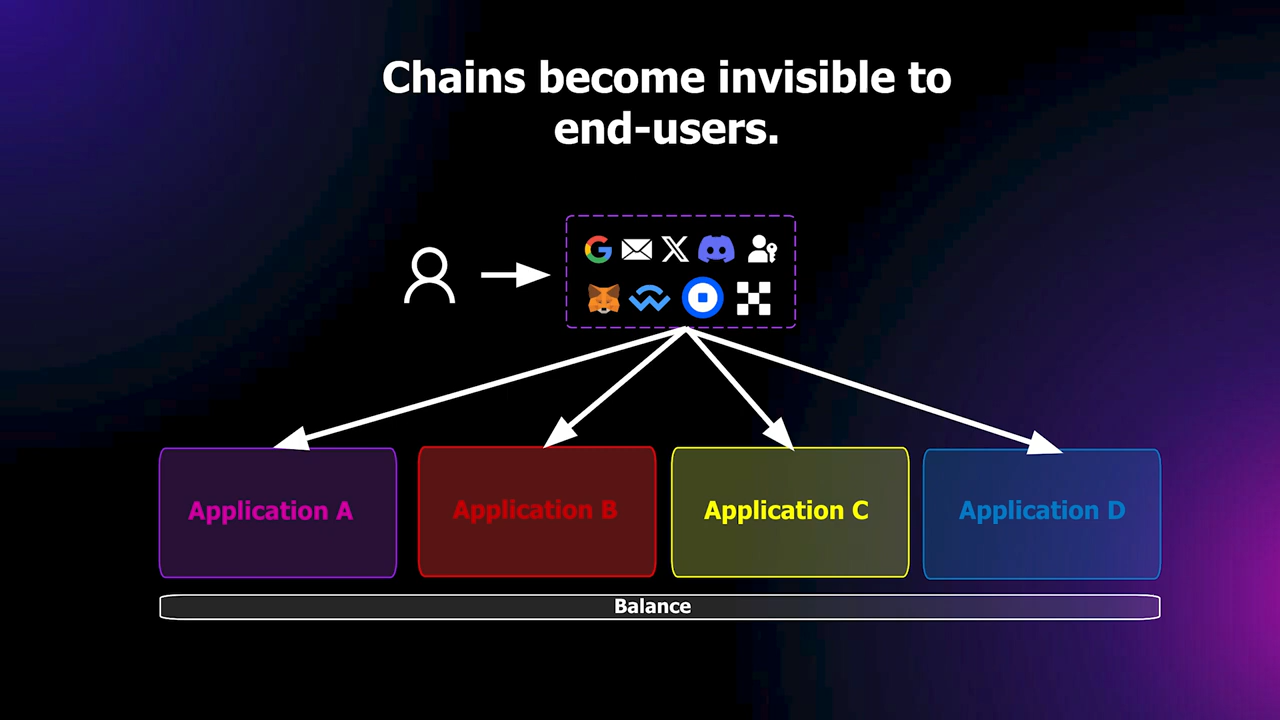 Chains become invisible to
end-users.
Application A
Application B
Application C
Application D
Balance